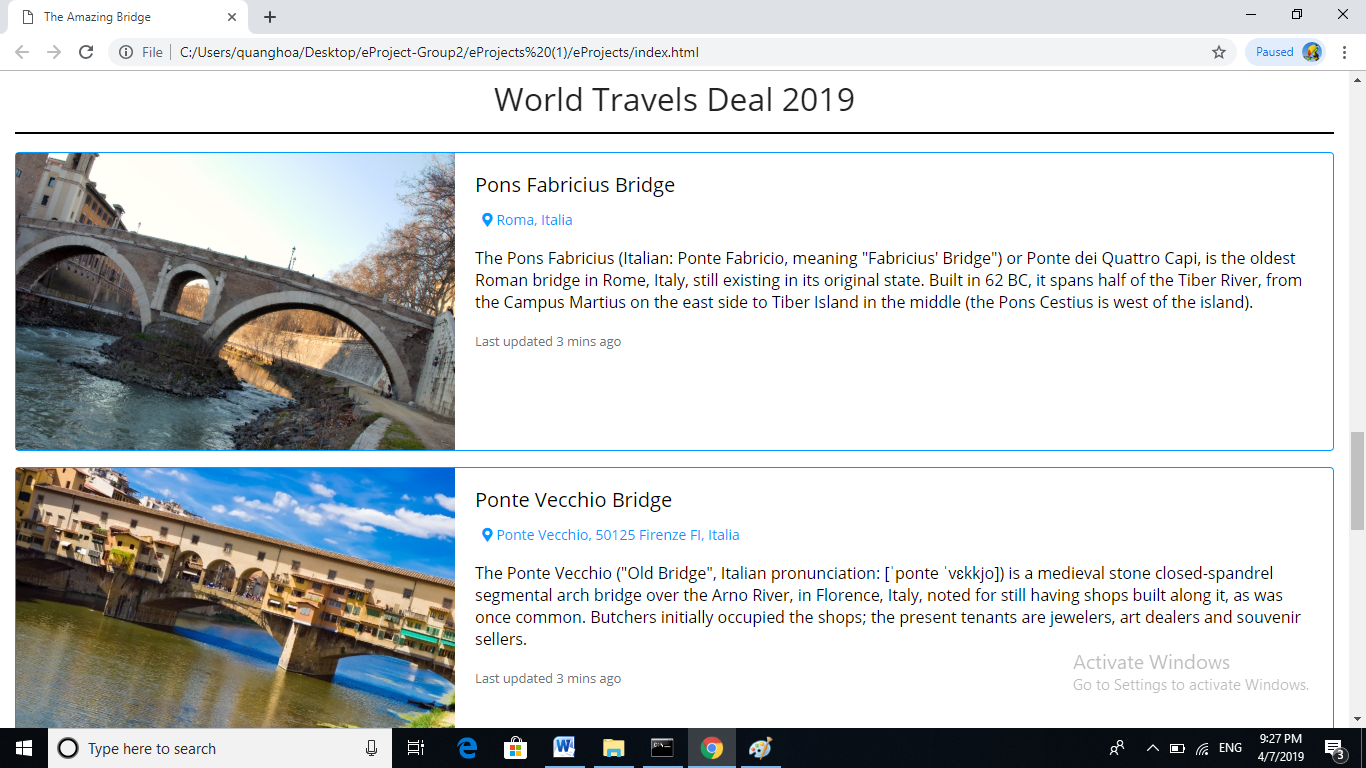 The Amazing Bridge
File
C:/Users/quanghoa/Desktop/eProject-Group2/eProjects%20(1)/eProjects/index.html
Paused
World Travels Deal 2019
Pons Fabricius Bridge
Roma, Italia
The Pons Fabricius (Italian: Ponte Fabricio, meaning "Fabricius' Bridge") or Ponte dei Quattro Capi, is the oldest
Roman bridge in Rome, Italy, still existing in its original state. Built in 62 BC, it spans half of the Tiber River, from
the Campus Martius on the east side to Tiber Island in the middle (the Pons Cestius is west of the island).
Last updated 3 mins ago
Ponte Vecchio Bridge
Ponte Vecchio, 50125 Firenze FI, Italia
The Ponte Vecchio ("Old Bridge", Italian pronunciation: [ˈponte ˈvɛkkjo]) is a medieval stone closed-spandrel
segmental arch bridge over the Arno River, in Florence, Italy, noted for still having shops built along it, as was
once common. Butchers initially occupied the shops; the present tenants are jewelers, art dealers and souvenir
sellers.
Last updated 3 mins ago
Activate Windows
Go to Settings to activate Windows.
Type here to search
ENG
9:27 PM
4/7/2019
3